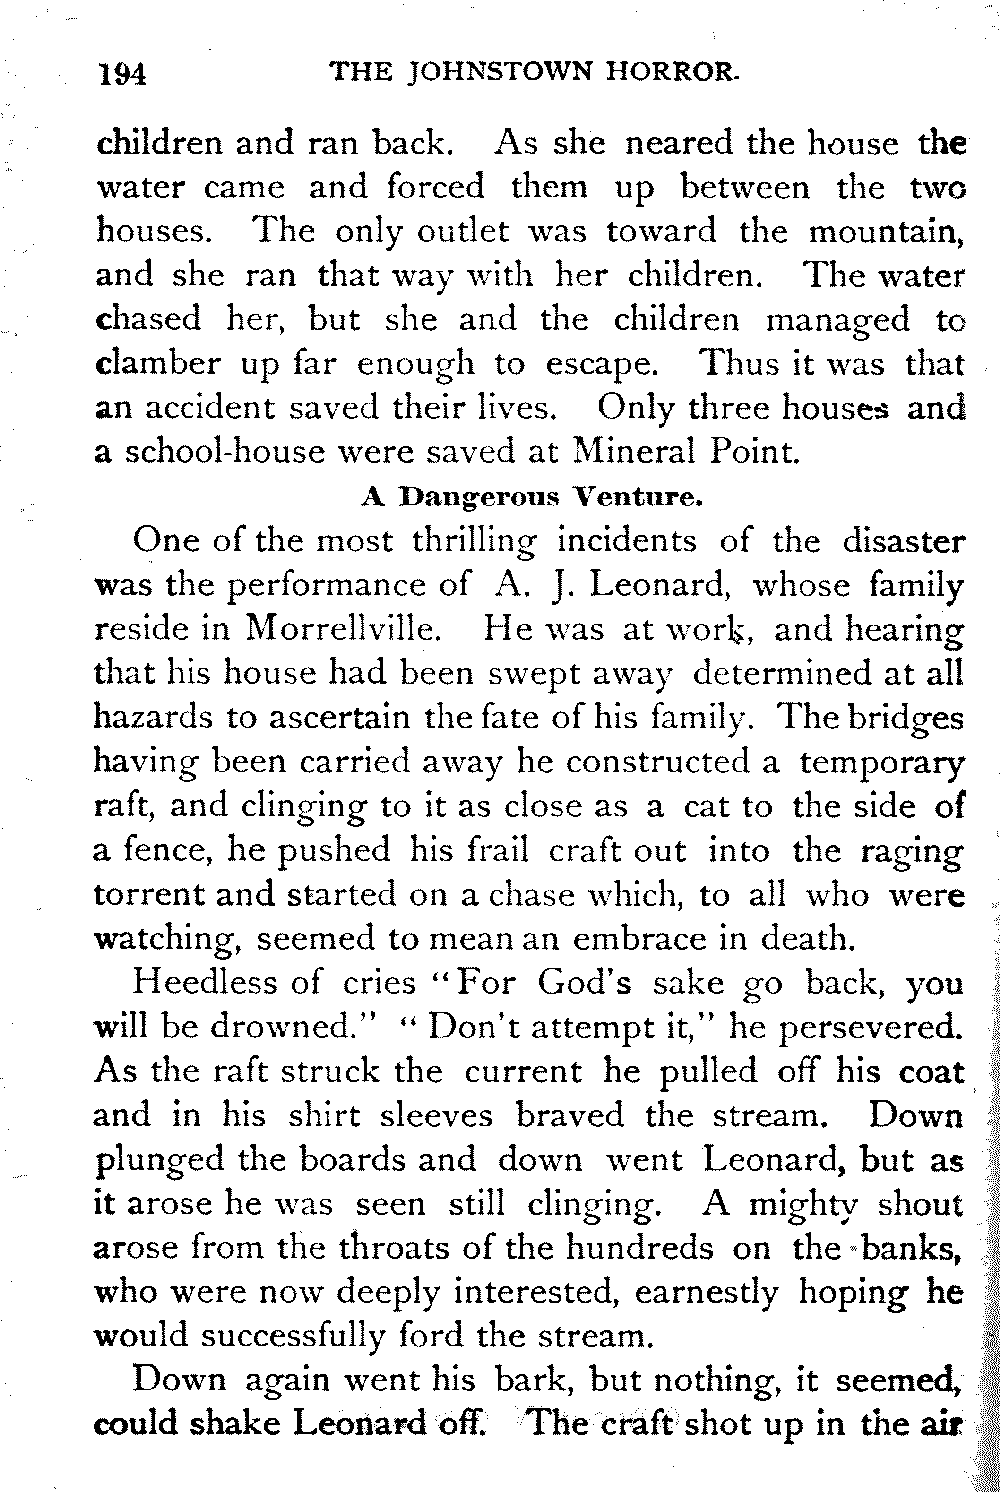 194 THE JOHNSTOWN HORROR.
children and ran back. As she neared the house the
water came and forced them up between the two
houses. The only outlet was toward the mountain,
and she ran that way with her children. The water
chased her, but she and the children managed to
clamber up far enough to escape. Thus it was that
an accident saved their lives. Only three houses and
a school-house were saved at Mineral Point.
A Dangerous Venture.
One of the most thrilling incidents of the disaster
was the performance of A. J. Leonard, whose family
reside in Morrellville. He was at work, and hearing
that his house had been swept away determined at all
hazards to ascertain the fate of his family. The bridges
having been carried away he constructed a temporary
raft, and clinging to it as close as a cat to the side of
a fence, he pushed his frail craft out into the raging
torrent and started on a chase which, to all who were
watching, seemed to mean an embrace in death.
Heedless of cries "For God's sake go back, you
will be drowned." "Don't attempt it," he persevered.
As the raft struck the current he pulled off his coat
and in his shirt sleeves braved the stream. Down
plunged the boards and down went Leonard, but as
it arose he was seen still clinging. A mighty shout
arose from the throats of the hundreds on the banks,
who were now deeply interested, earnestly hoping he
would successfully ford the stream.
Down again went his bark, but nothing, it seemed,
could shake Leonard off. The craft shot up in the air